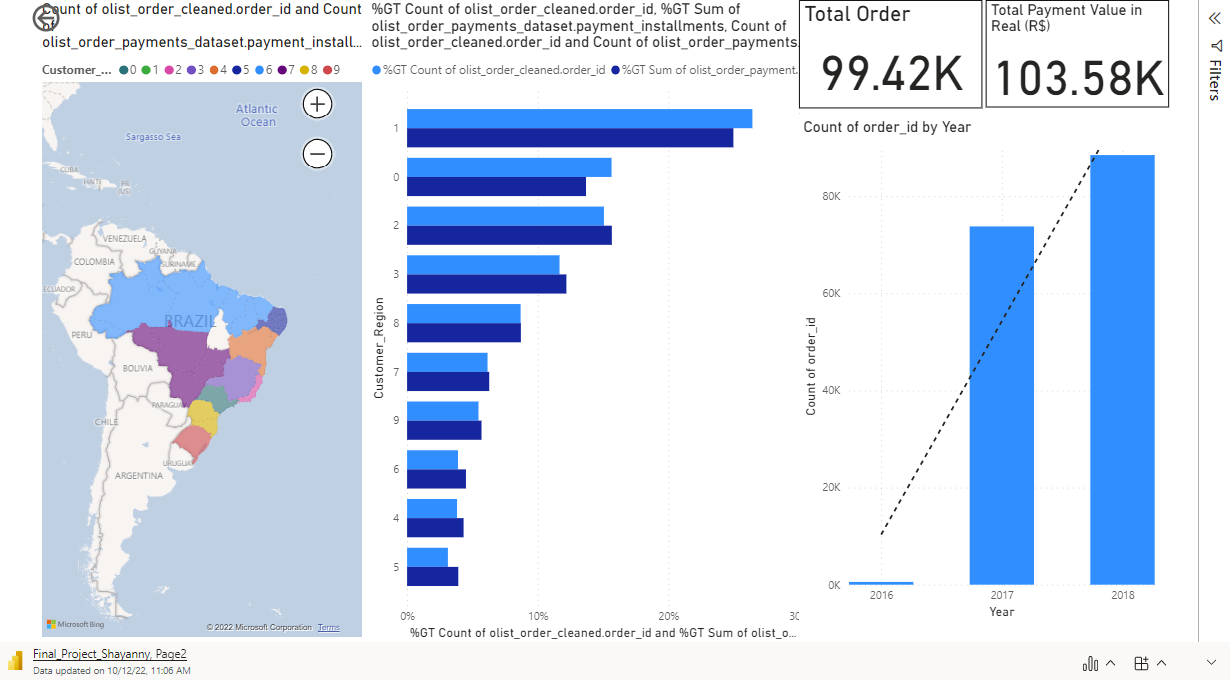 Count of olist_order_cleaned.order_id and Count
of
olist_order_payments_dataset.payment_install...
Customer_... 0 1 2 3 4 5 6 7 8 9
Atlantic
Ocean
Sargasso Sea
CUBA
HAITI
PR
(US)
VENEZUELA
GUYANA
COLOMBIA
SURINAME
ECUADOR
BRAZIL
PERU
BOLIVIA
PARAGUAY
CHILE
URUGUAY
ARGENTINA
Microsoft Bing
© 2022 Microsoft Corporation Terms
%GT Count of olist_order_cleaned.order_id, %GT Sum of
olist_order_payments_dataset.payment_installments, Count of
olist_order_cleaned.order_id and Count of olist_order_payments.
%GT Count of olist_order_cleaned.order_id %GT Sum of olist_order_payment.
Customer_Region
1
0
2
3
8
7
9
6
4
5
0% 10% 20% 30
%GT Count of olist_order_cleaned.order_id and %GT Sum of olist_o...
Total Order
99.42K
Total Payment Value in
Real (R$)
103.58K
Count of order_id by Year
Count of order_id
80K
60K
40K
20K
0K
2016 2017 2018
Year
Filters
Final_Project_Shayanny, Page2
Data updated on 10/12/22, 11:06 AM